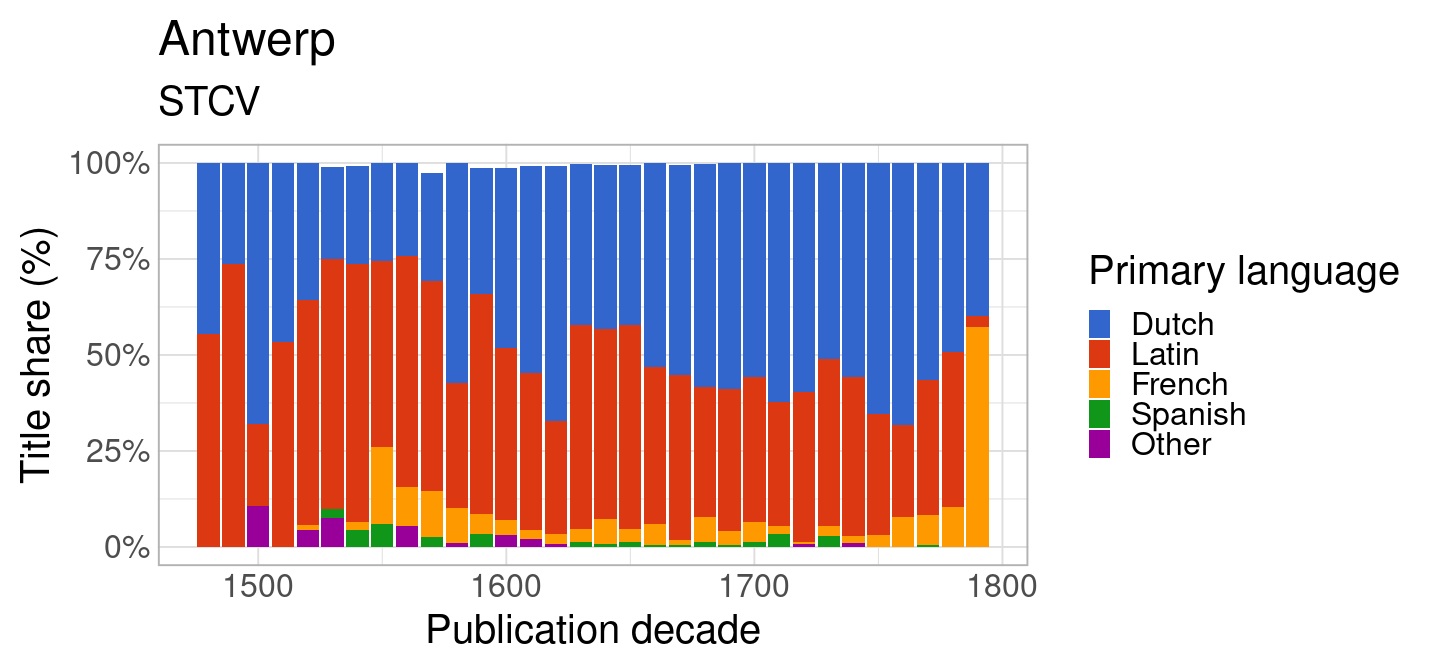 Antwerp
STCV
Title share (%)
100%
75%
50%
25%
0%
1500 1600 1700 1800
Publication decade
Primary language
Dutch
Latin
French
Spanish
Other